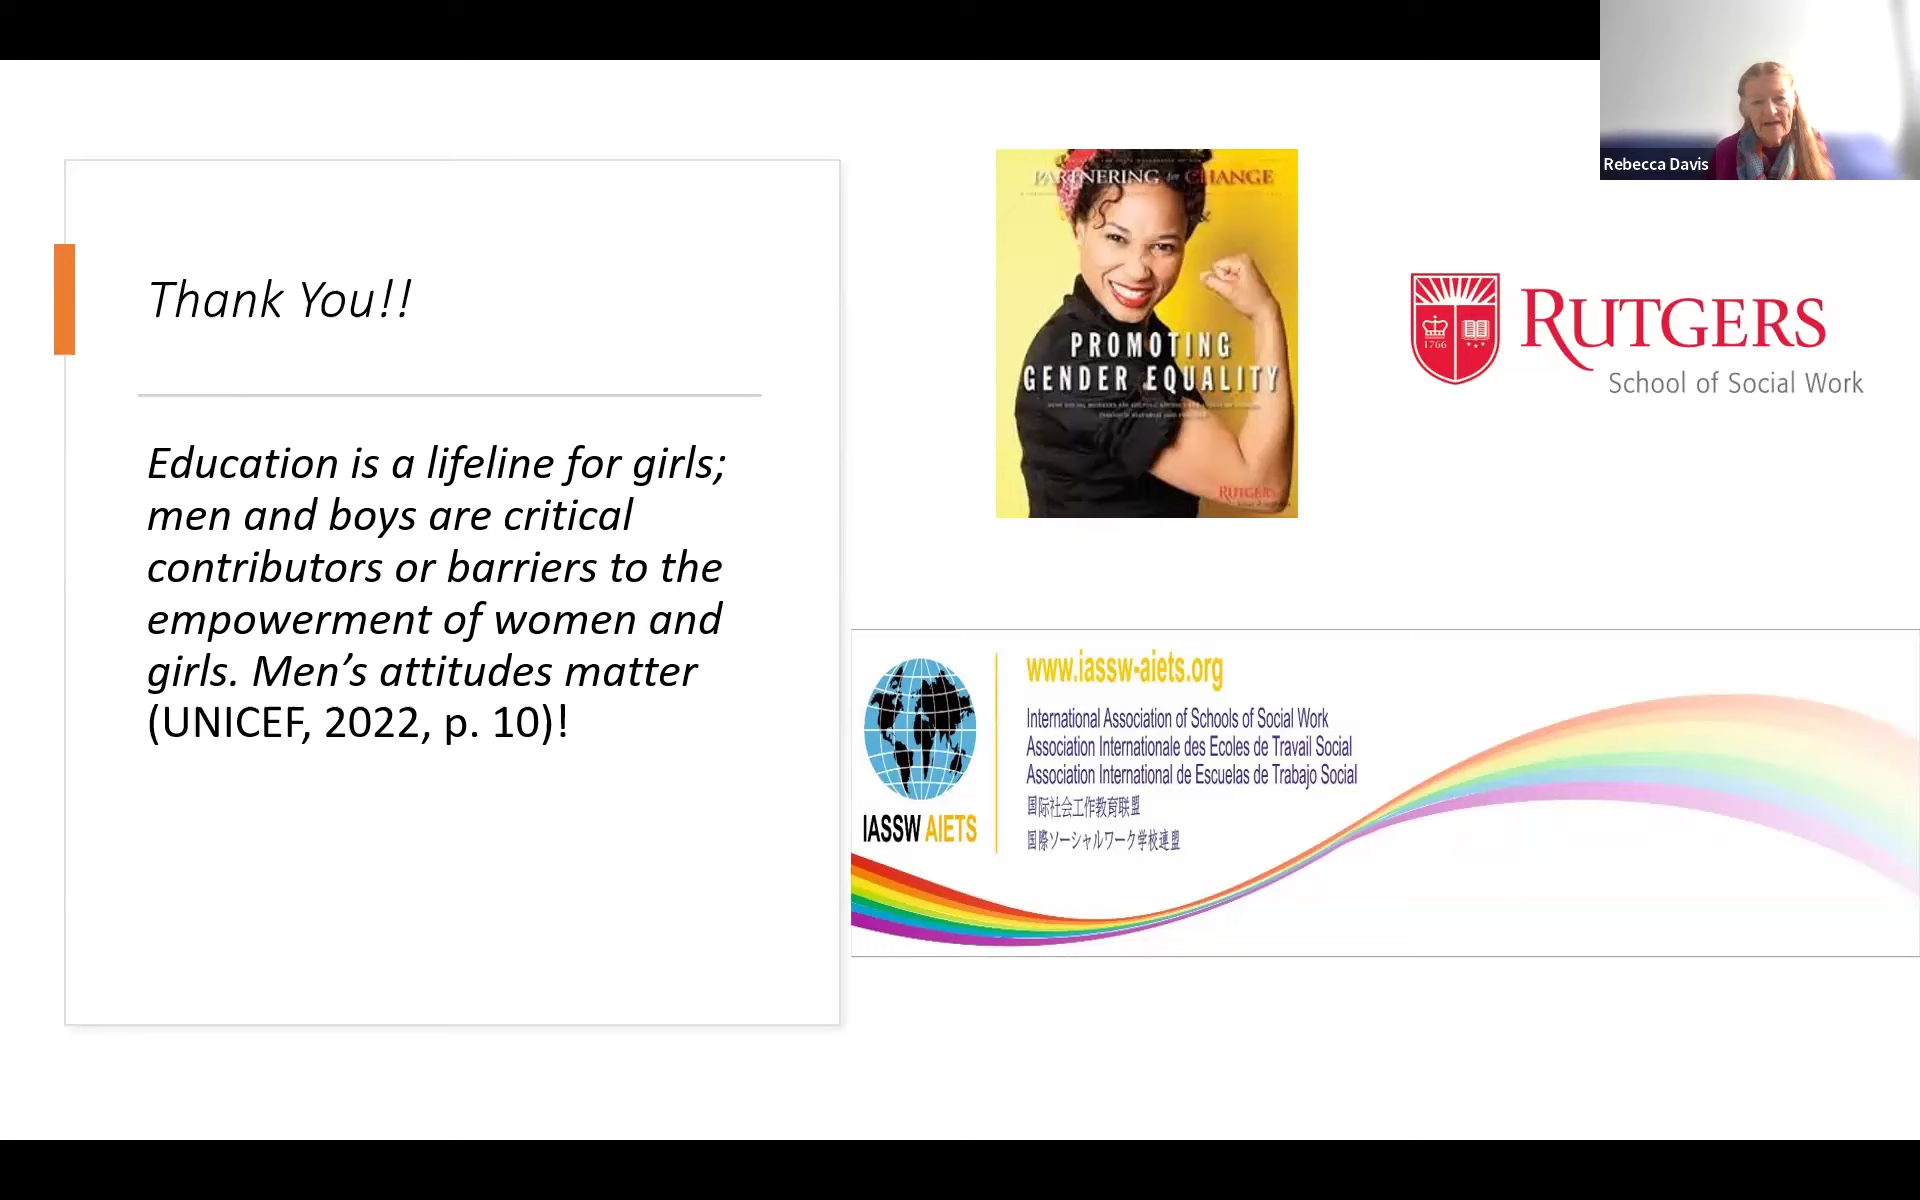 Rebecca Davis
Thank You!!
Education is a lifeline for girls;
men and boys are critical
contributors or barriers to the
empowerment of women and
girls. Men’s attitudes matter
(UNICEF, 2022, p. 10)!
PARTNERING for CHANGE
PROMOTING
GENDER EQUALITY
RUTGERS
1766
RUTGERS
School of Social Work
IASSW AIETS
www.iassw-aiets.org
International Association of Schools of Social Work
Association Internationale des Ecoles de Travail Social
Association International de Escuelas de Trabajo Social
国际社会工作教育联盟
国際ソーシャルワーク学校連盟